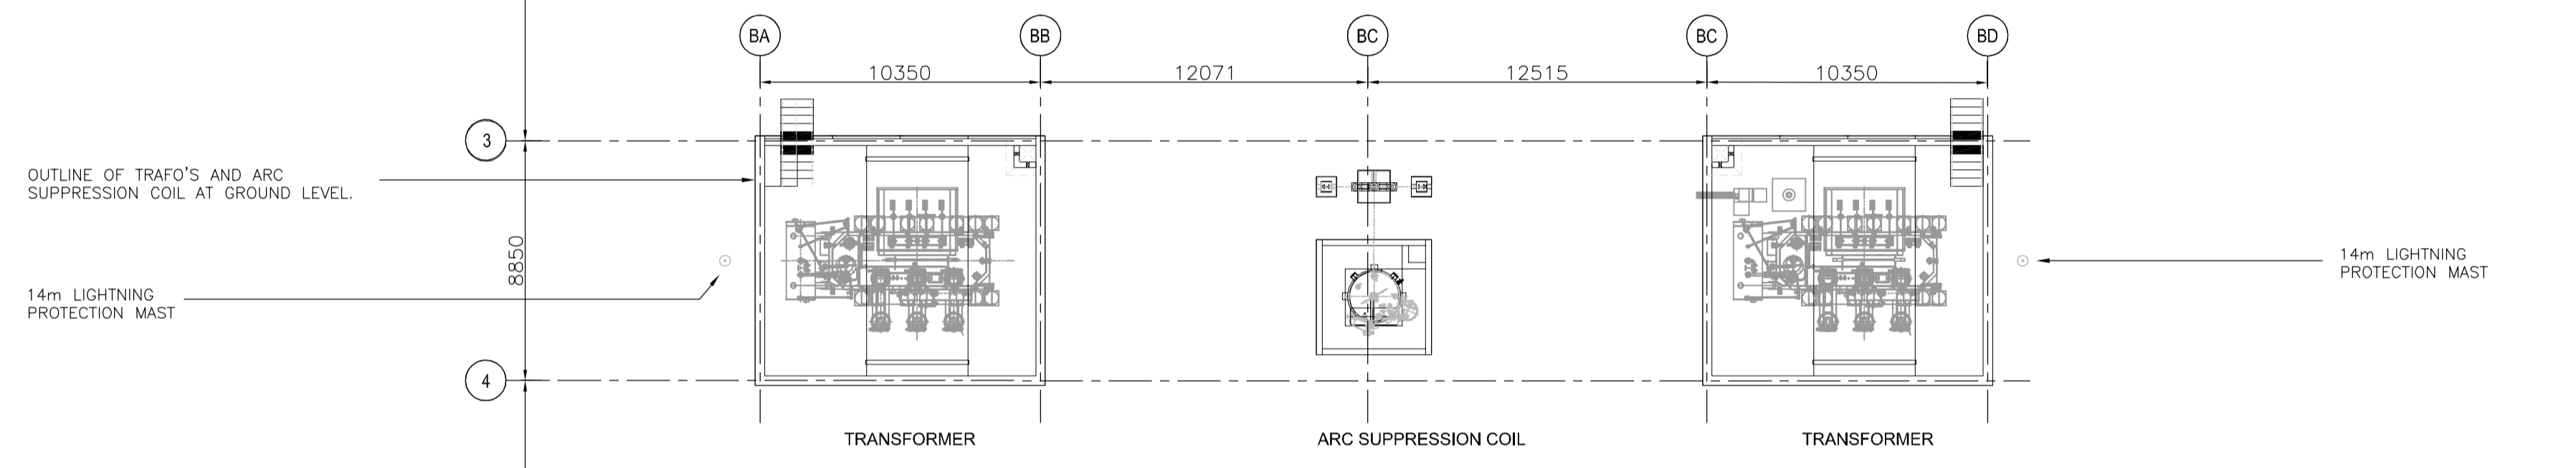 BA
BB
BC
BC
BD
10350
12071
12515
10350
3
OUTLINE OF TRAFO'S AND ARC
SUPPRESSION COIL AT GROUND LEVEL.
8850
14m LIGHTNING
PROTECTION MAST
14m LIGHTNING
PROTECTION MAST
4
TRANSFORMER
ARC SUPPRESSION COIL
TRANSFORMER